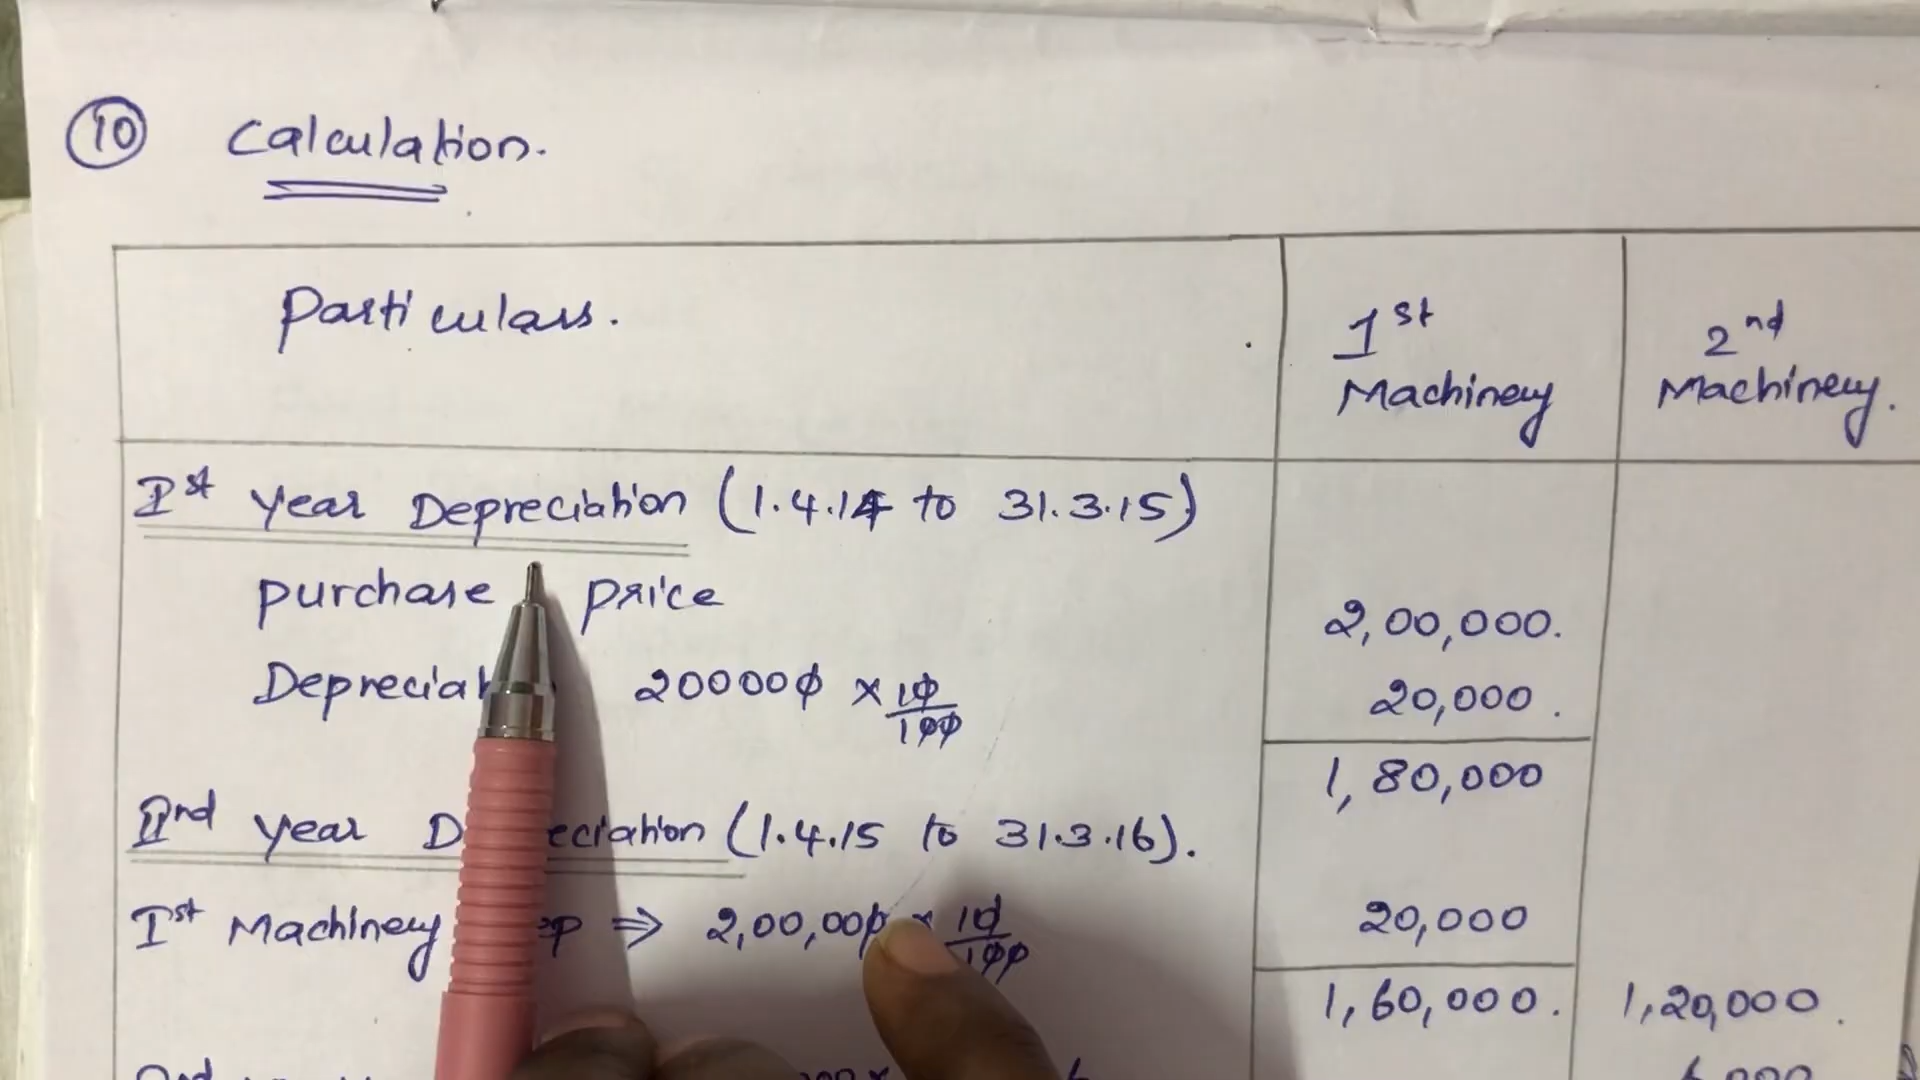 10 Calculation.
Particulars. 1st Machinery 2nd Machinery.
Ist Year Depreciation (1.4.14 to 31.3.15)
Purchase Price 2,00,000.
200000 × 10/100 20,000.
1,80,000
IInd Year (1.4.15 to 31.3.16).
Ist Machinery ⇒ 2,00,000 × 10/100 20,000
1,60,000. 1,20,000.